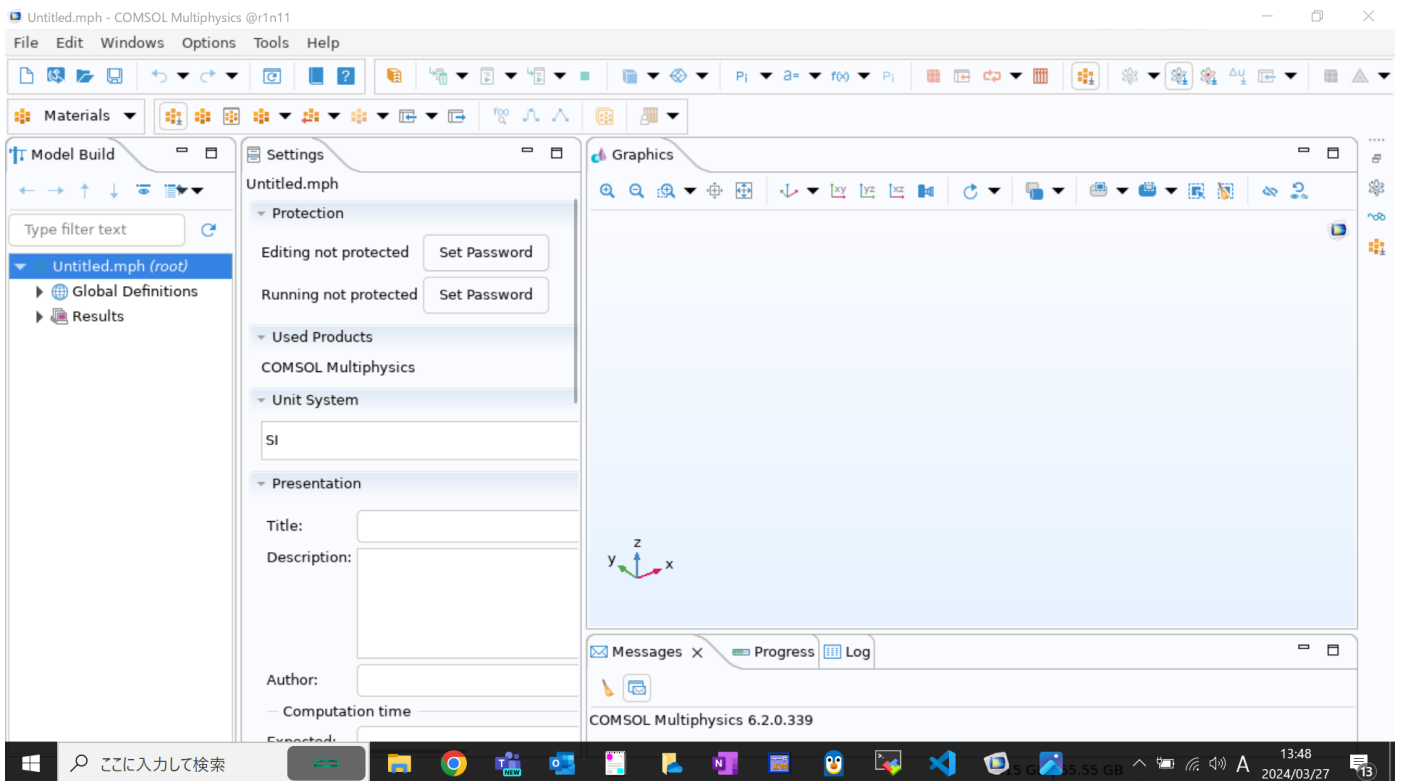 Untitled.mph - COMSOL Multiphysics @r1n11
File Edit Windows Options Tools Help
Materials
Model Build
Settings
Graphics
Untitled.mph
Type filter text
Protection
Editing not protected Set Password
Running not protected Set Password
Untitled.mph (root)
Global Definitions
Results
Used Products
COMSOL Multiphysics
Unit System
SI
Presentation
Title:
Description:
Author:
Computation time
Expected:
z
y
x
Messages Progress Log
COMSOL Multiphysics 6.2.0.339
ここに入力して検索
NEW
A
13:48
2024/03/27
13